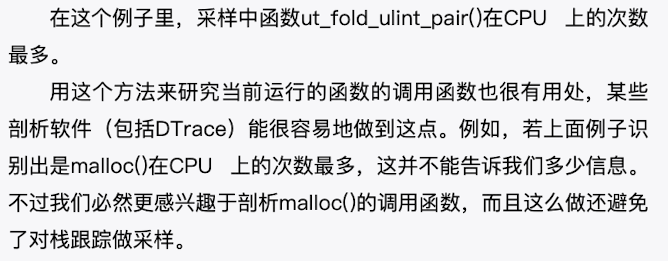 在这个例子里，采样中函数ut_fold_ulint_pair()在CPU 上的次数
最多。
用这个方法来研究当前运行的函数的调用函数也很有用处，某些
剖析软件（包括DTrace）能很容易地做到这点。例如，若上面例子识
别出是malloc()在CPU 上的次数最多，这并不能告诉我们多少信息。
不过我们必然更感兴趣于剖析malloc()的调用函数，而且这么做还避免
了对栈跟踪做采样。